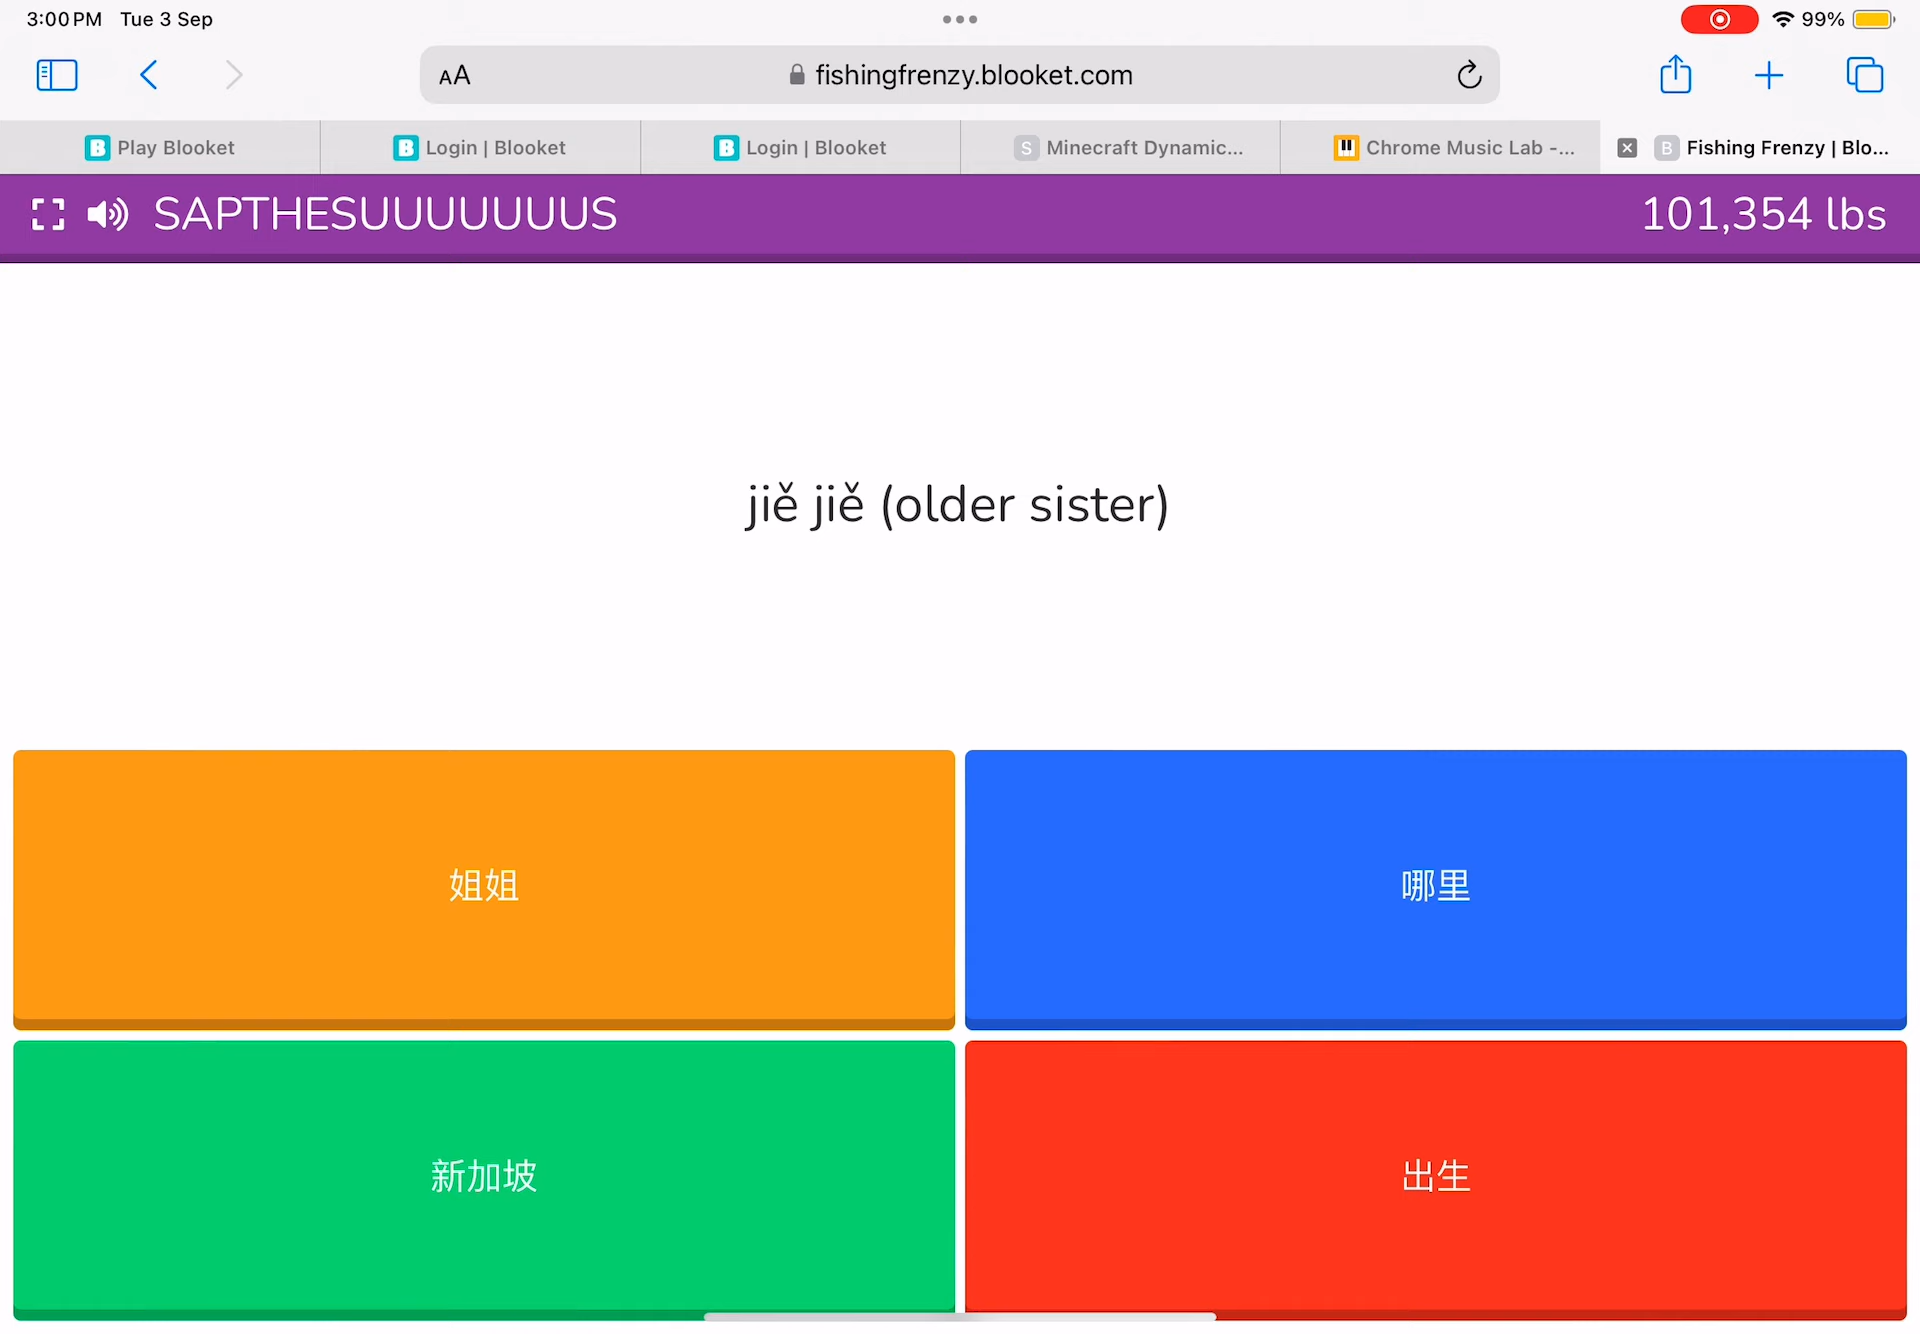 3:00 PM Tue 3 Sep
99%
AA
fishingfrenzy.blooket.com
Play Blooket
Login | Blooket
Login | Blooket
Minecraft Dynamic...
Chrome Music Lab -...
Fishing Frenzy | Blo...
SAPTHESUUUUUUUS
101,354 lbs
jiě jiě (older sister)
姐姐
哪里
新加坡
出生